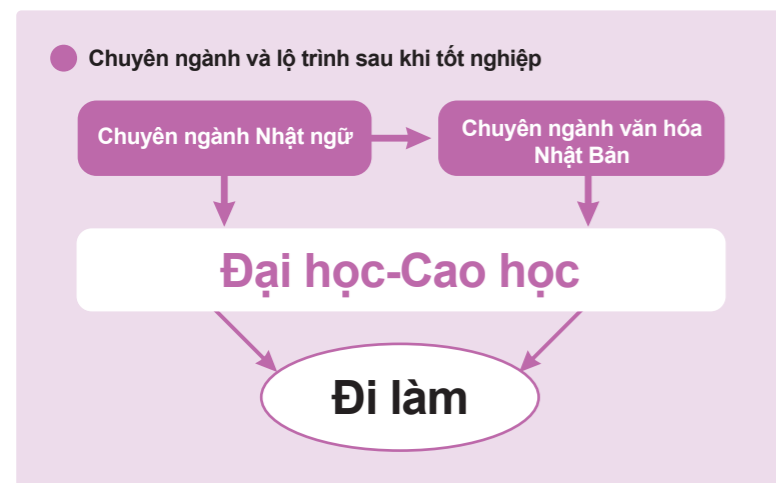 Chuyên ngành và lộ trình sau khi tốt nghiệp
Chuyên ngành Nhật ngữ
Chuyên ngành văn hóa
Nhật Bản
Đại học-Cao học
Đi làm